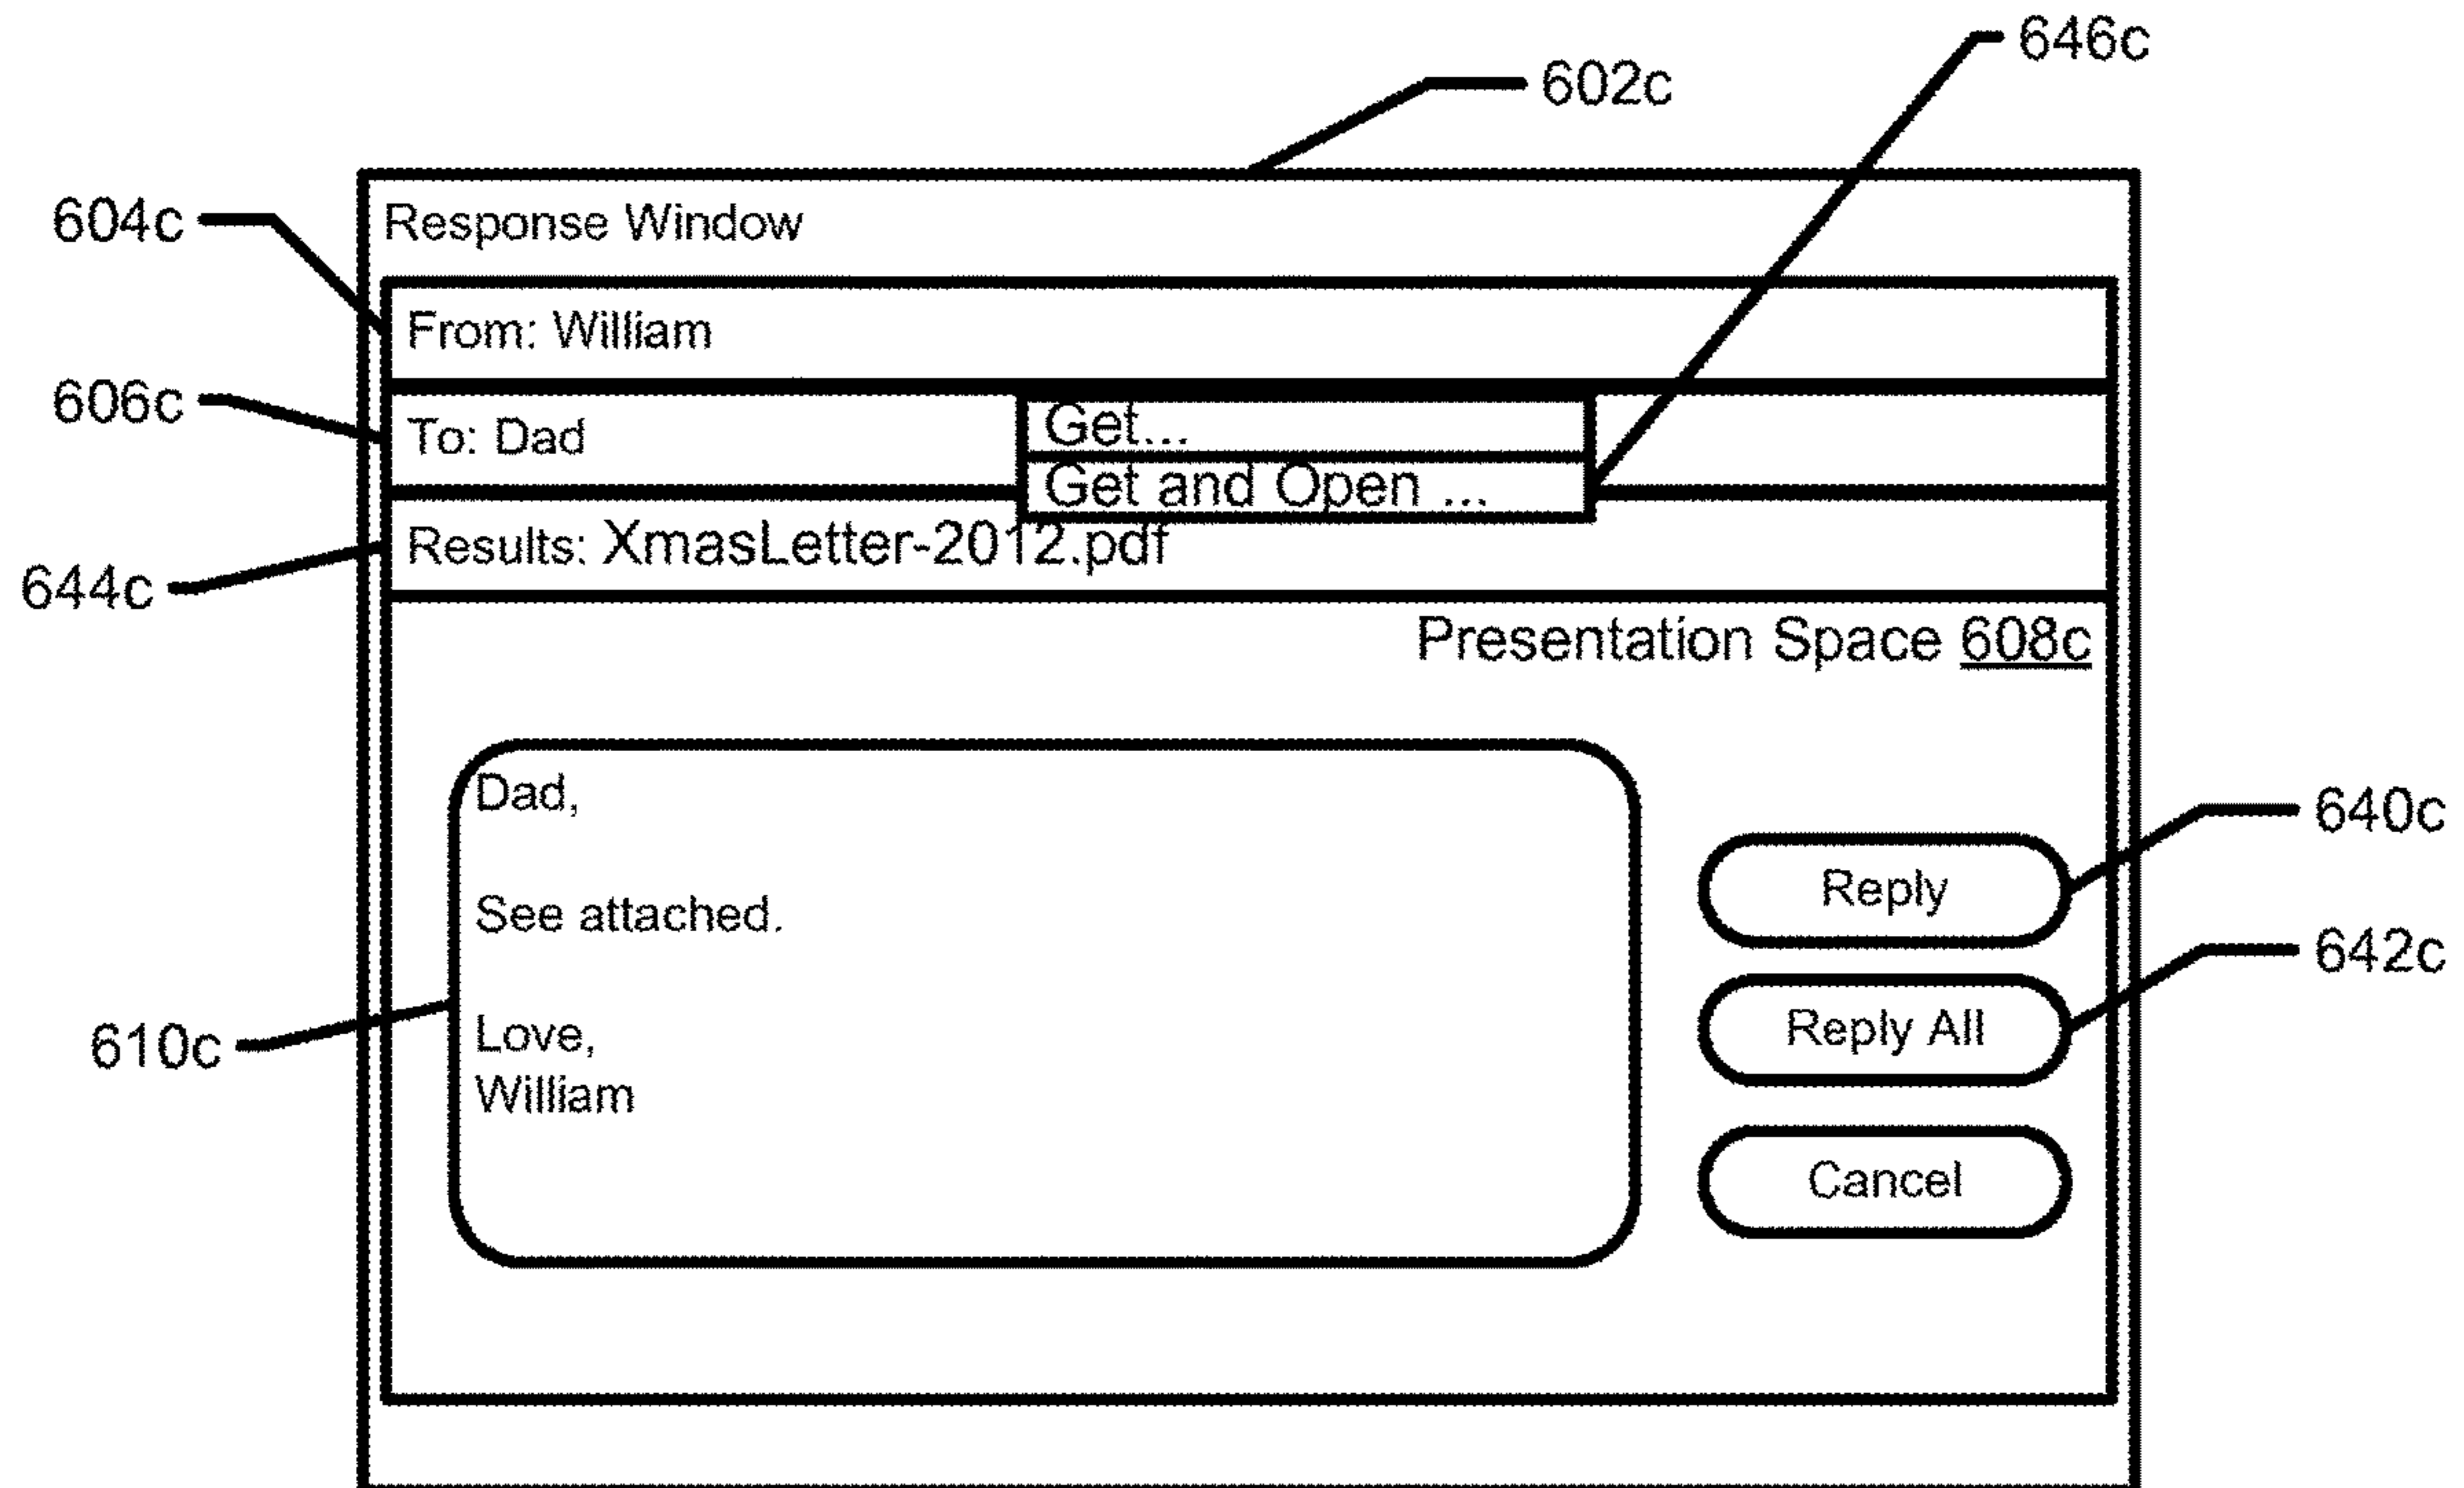 646c
602c
604c
Response Window
From: William
606c
To: Dad
Get...
Get and Open ...
644c
Results: XmasLetter-2012.pdf
Presentation Space 608c
Dad,
See attached.
Love,
William
610c
Reply
640c
Reply All
642c
Cancel